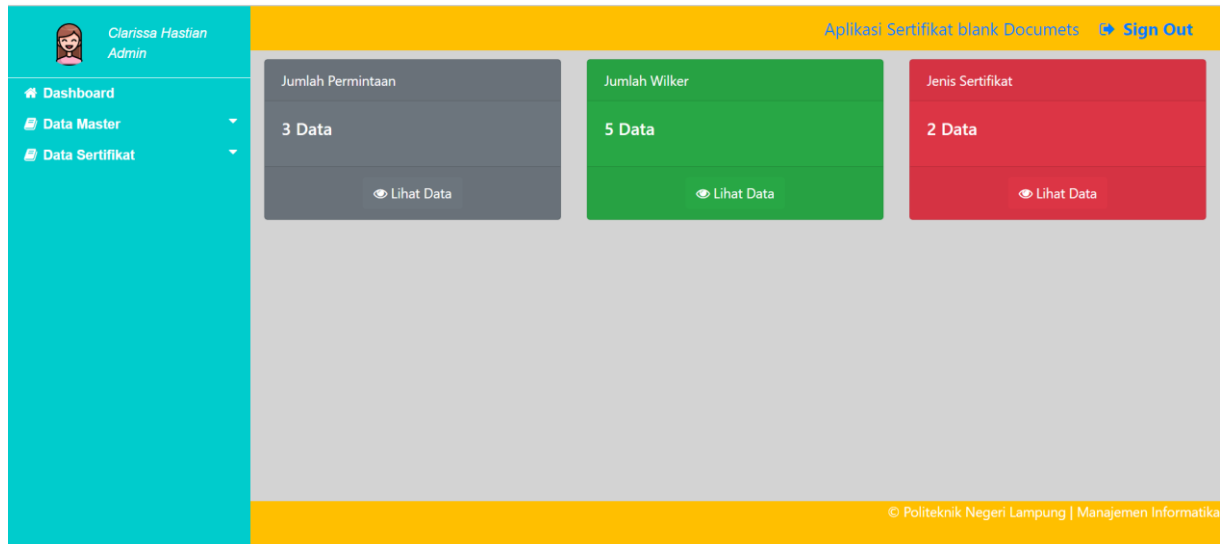 Clarissa Hastian
Admin
Dashboard
Data Master
Data Sertifikat
Aplikasi Sertifikat blank Documets Sign Out
Jumlah Permintaan
3 Data
Lihat Data
Jumlah Wilker
5 Data
Lihat Data
Jenis Sertifikat
2 Data
Lihat Data
© Politeknik Negeri Lampung | Manajemen Informatika